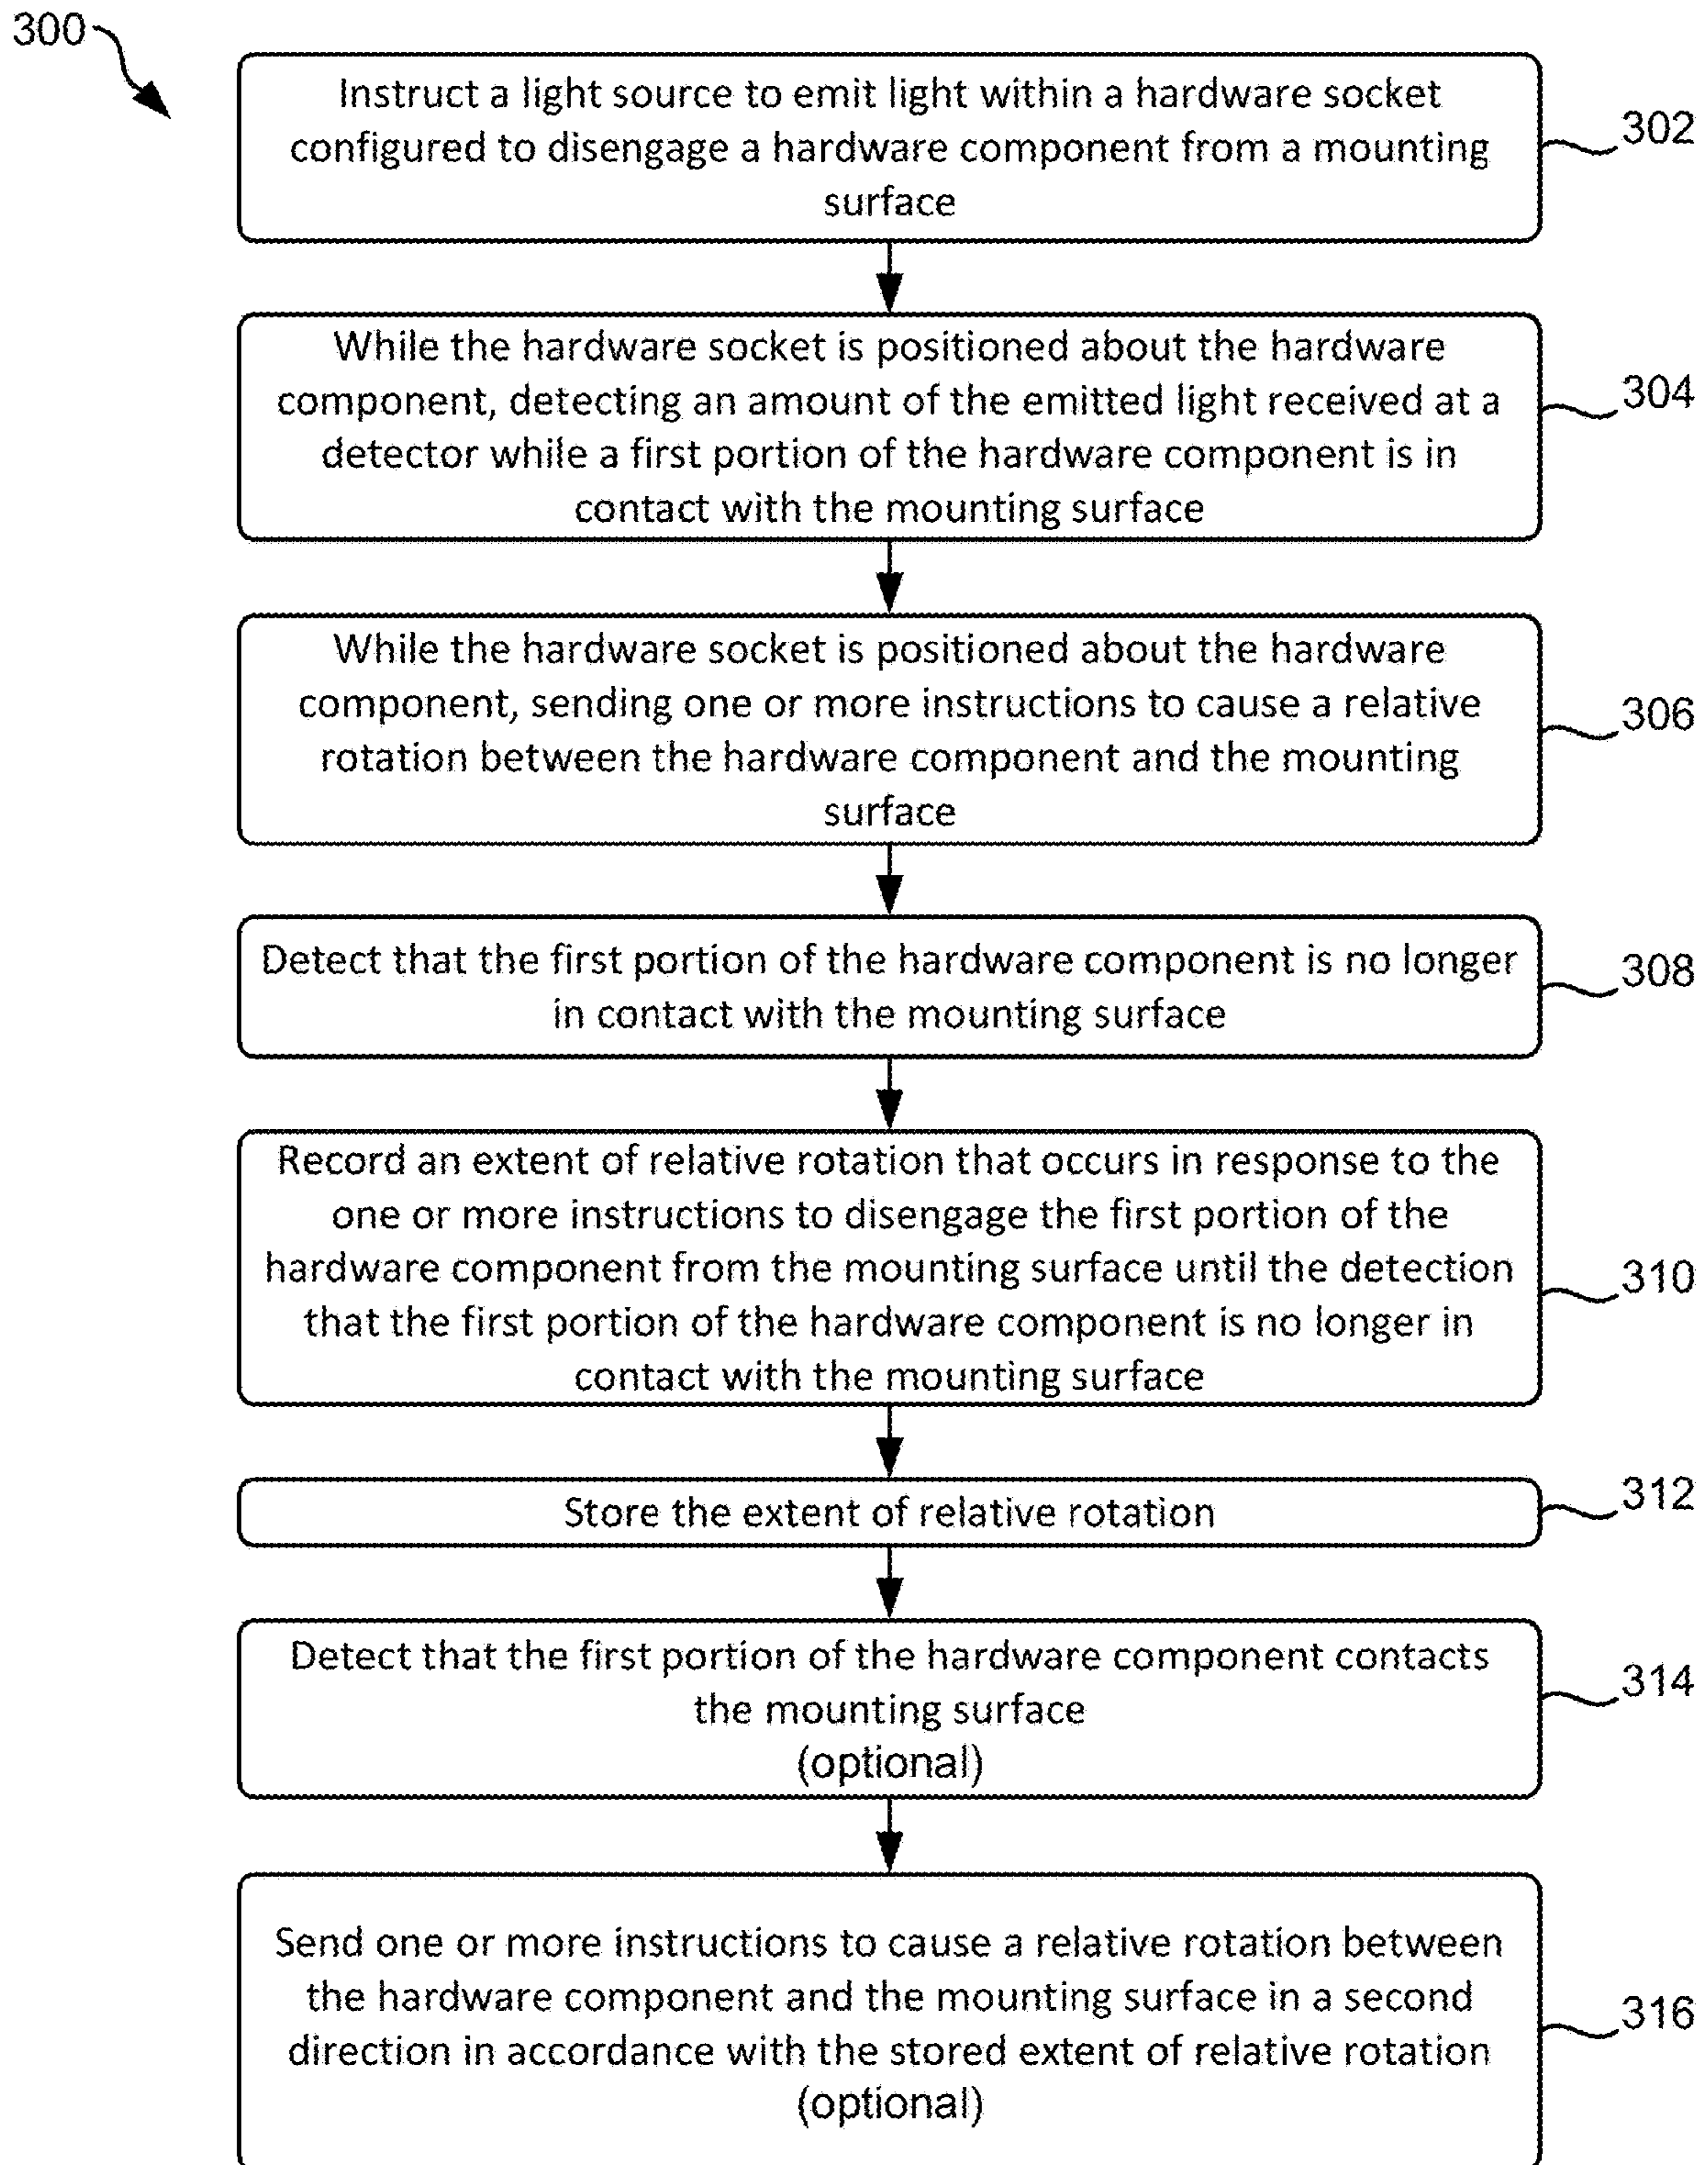 300
Instruct a light source to emit light within a hardware socket
configured to disengage a hardware component from a mounting
surface
302
While the hardware socket is positioned about the hardware
component, detecting an amount of the emitted light received at a
detector while a first portion of the hardware component is in
contact with the mounting surface
304
While the hardware socket is positioned about the hardware
component, sending one or more instructions to cause a relative
rotation between the hardware component and the mounting
surface
306
Detect that the first portion of the hardware component is no longer
in contact with the mounting surface
308
Record an extent of relative rotation that occurs in response to the
one or more instructions to disengage the first portion of the
hardware component from the mounting surface until the detection
that the first portion of the hardware component is no longer in
contact with the mounting surface
310
Store the extent of relative rotation
312
Detect that the first portion of the hardware component contacts
the mounting surface
(optional)
314
Send one or more instructions to cause a relative rotation between
the hardware component and the mounting surface in a second
direction in accordance with the stored extent of relative rotation
(optional)
316